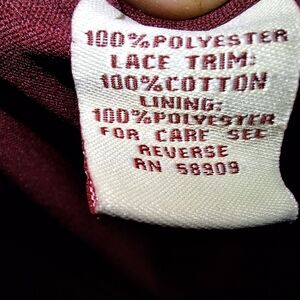 100%POLYESTER
LACE TRIM:
100%COTTON
LINING:
100%POLYESTER
FOR CARE SEE
REVERSE
RN 58909